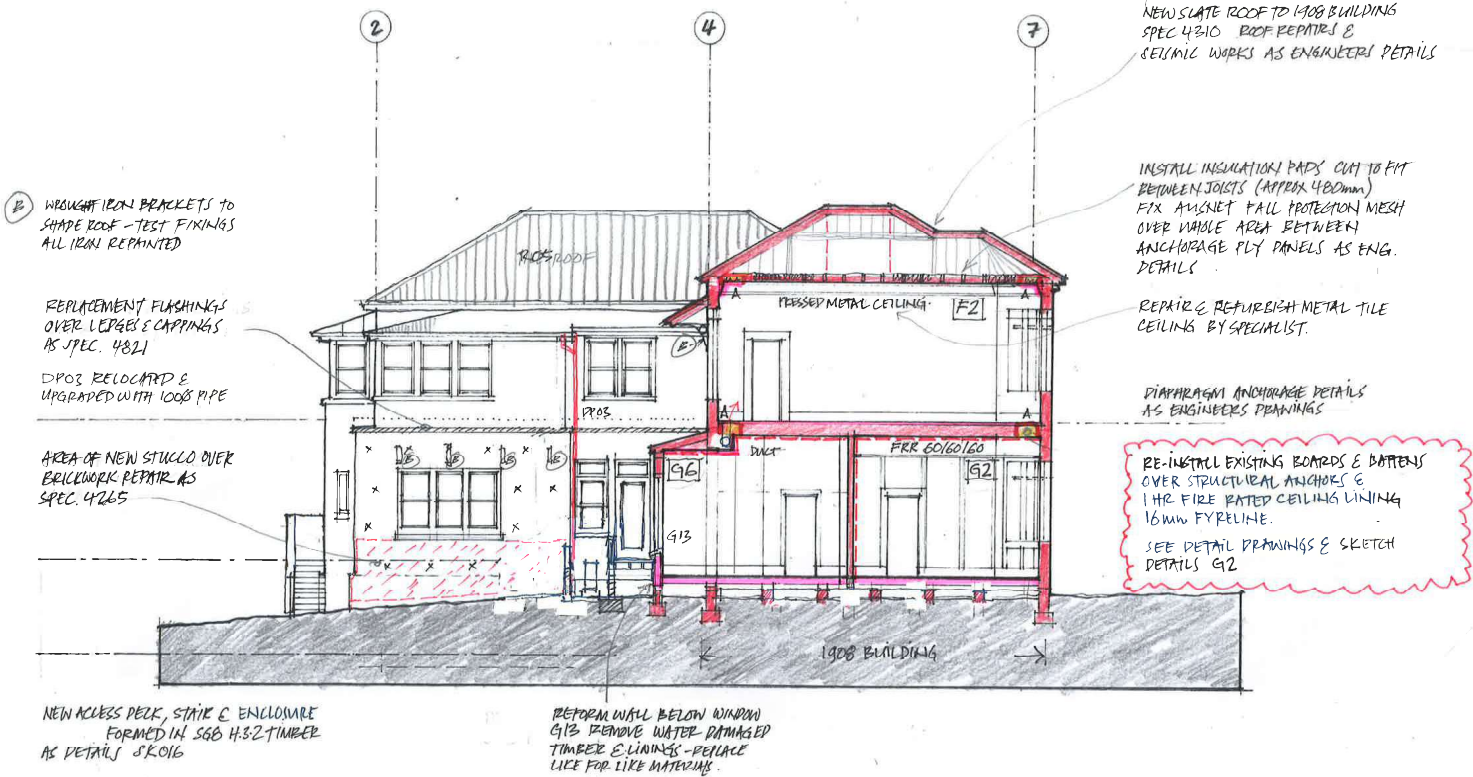 2
4
7
NEW SLATE ROOF TO 1908 BUILDING
SPEC 4310 ROOF REPAIRS &
SEISMIC WORKS AS ENGINEERS DETAILS
INSTALL INSULATION PADS CUT TO FIT
BETWEEN JOISTS (APPROX 480mm)
FIX AUSNET FALL PROTECTION MESH
OVER WHOLE AREA BETWEEN
ANCHORAGE PLY PANELS AS ENG.
DETAILS
REPAIR & REFURBISH METAL TILE
CEILING BY SPECIALIST.
DIAPHRAGM ANCHORAGE DETAILS
AS ENGINEERS DRAWINGS
RE-INSTALL EXISTING BOARDS & BATTENS
OVER STRUCTURAL ANCHORS &
1 HR FIRE RATED CEILING LINING
16mm FYRELINE.
SEE DETAIL DRAWINGS & SKETCH
DETAILS G2
B WROUGHT IRON BRACKETS TO
SHADE ROOF - TEST FIXINGS
ALL IRON REPAINTED
REPLACEMENT FLASHINGS
OVER LEDGES & CAPPINGS
AS SPEC. 4821
DP03 RELOCATED &
UPGRADED WITH 100Ø PIPE
AREA OF NEW STUCCO OVER
BRICKWORK REPAIR AS
SPEC. 4265
ROOF
PRESSED METAL CEILING
F2
A
A
B
DP03
A
A
DUCT
FRR 60/60/60
G6
G2
B
B
B
B
G13
1908 BUILDING
NEW ACCESS DECK, STAIR & ENCLOSURE
FORMED IN SG8 H3.2 TIMBER
AS DETAILS SK016
REFORM WALL BELOW WINDOW
G13 REMOVE WATER DAMAGED
TIMBER & LININGS - REPLACE
LIKE FOR LIKE MATERIALS.